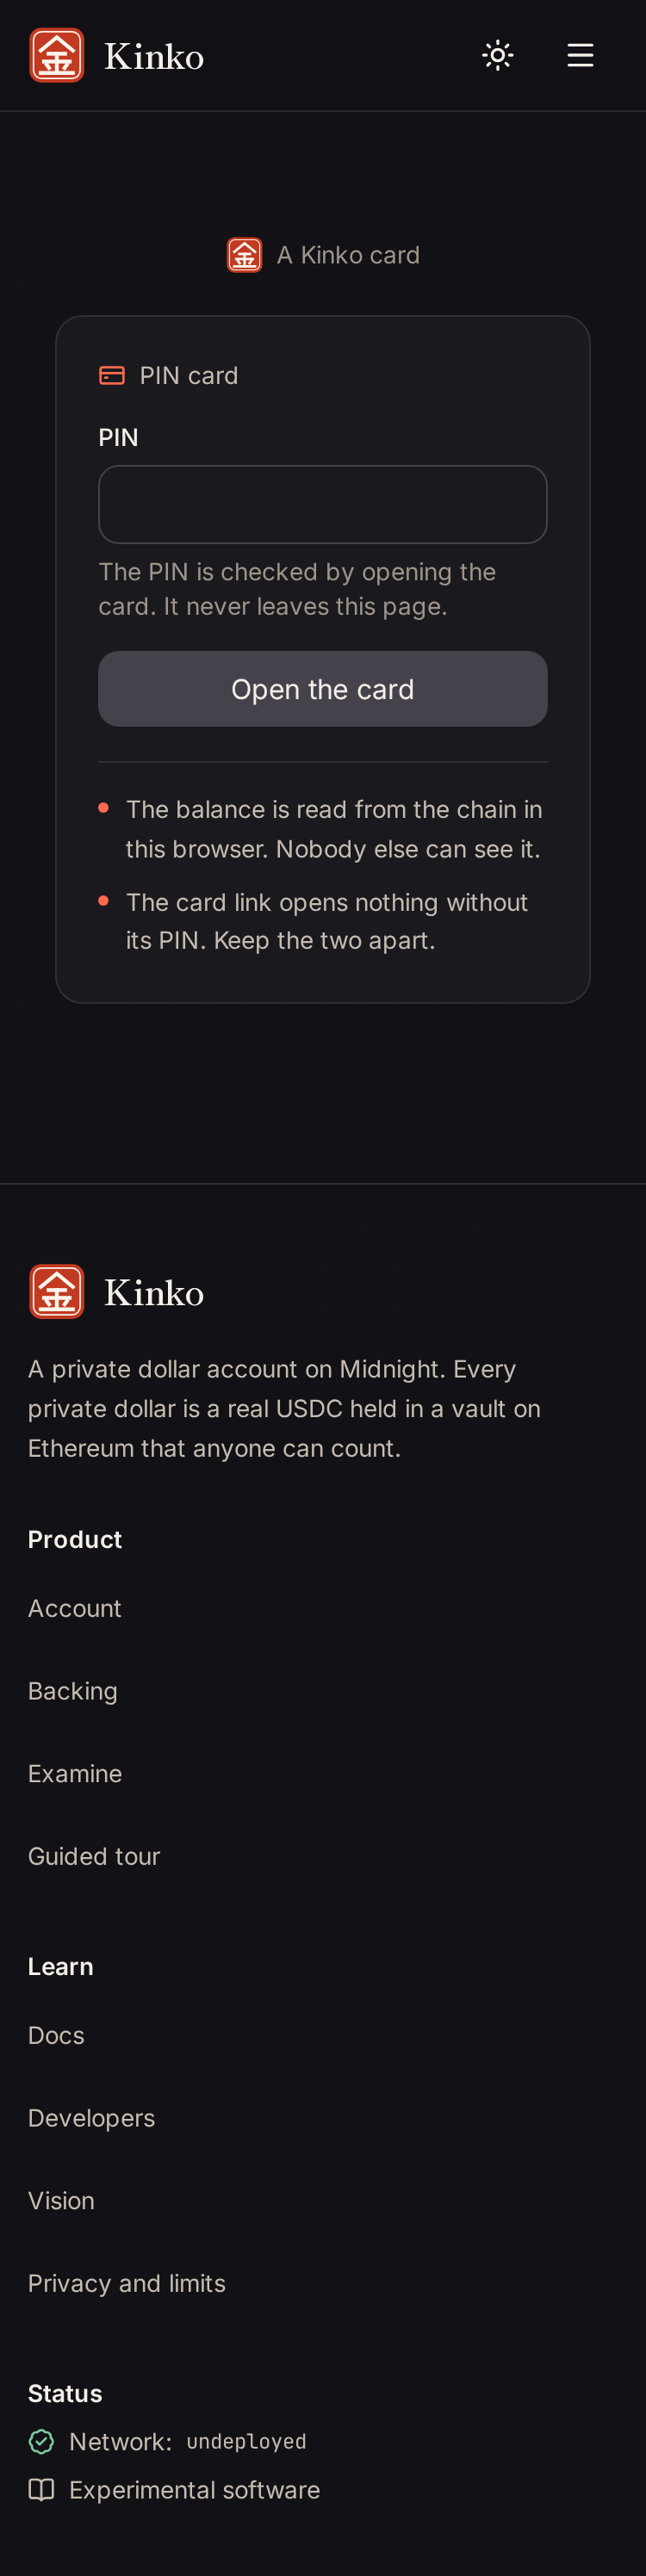 金 Kinko
金 A Kinko card
PIN card
PIN
The PIN is checked by opening the
card. It never leaves this page.
Open the card
The balance is read from the chain in
this browser. Nobody else can see it.
The card link opens nothing without
its PIN. Keep the two apart.
金 Kinko
A private dollar account on Midnight. Every
private dollar is a real USDC held in a vault on
Ethereum that anyone can count.
Product
Account
Backing
Examine
Guided tour
Learn
Docs
Developers
Vision
Privacy and limits
Status
Network: undeployed
Experimental software